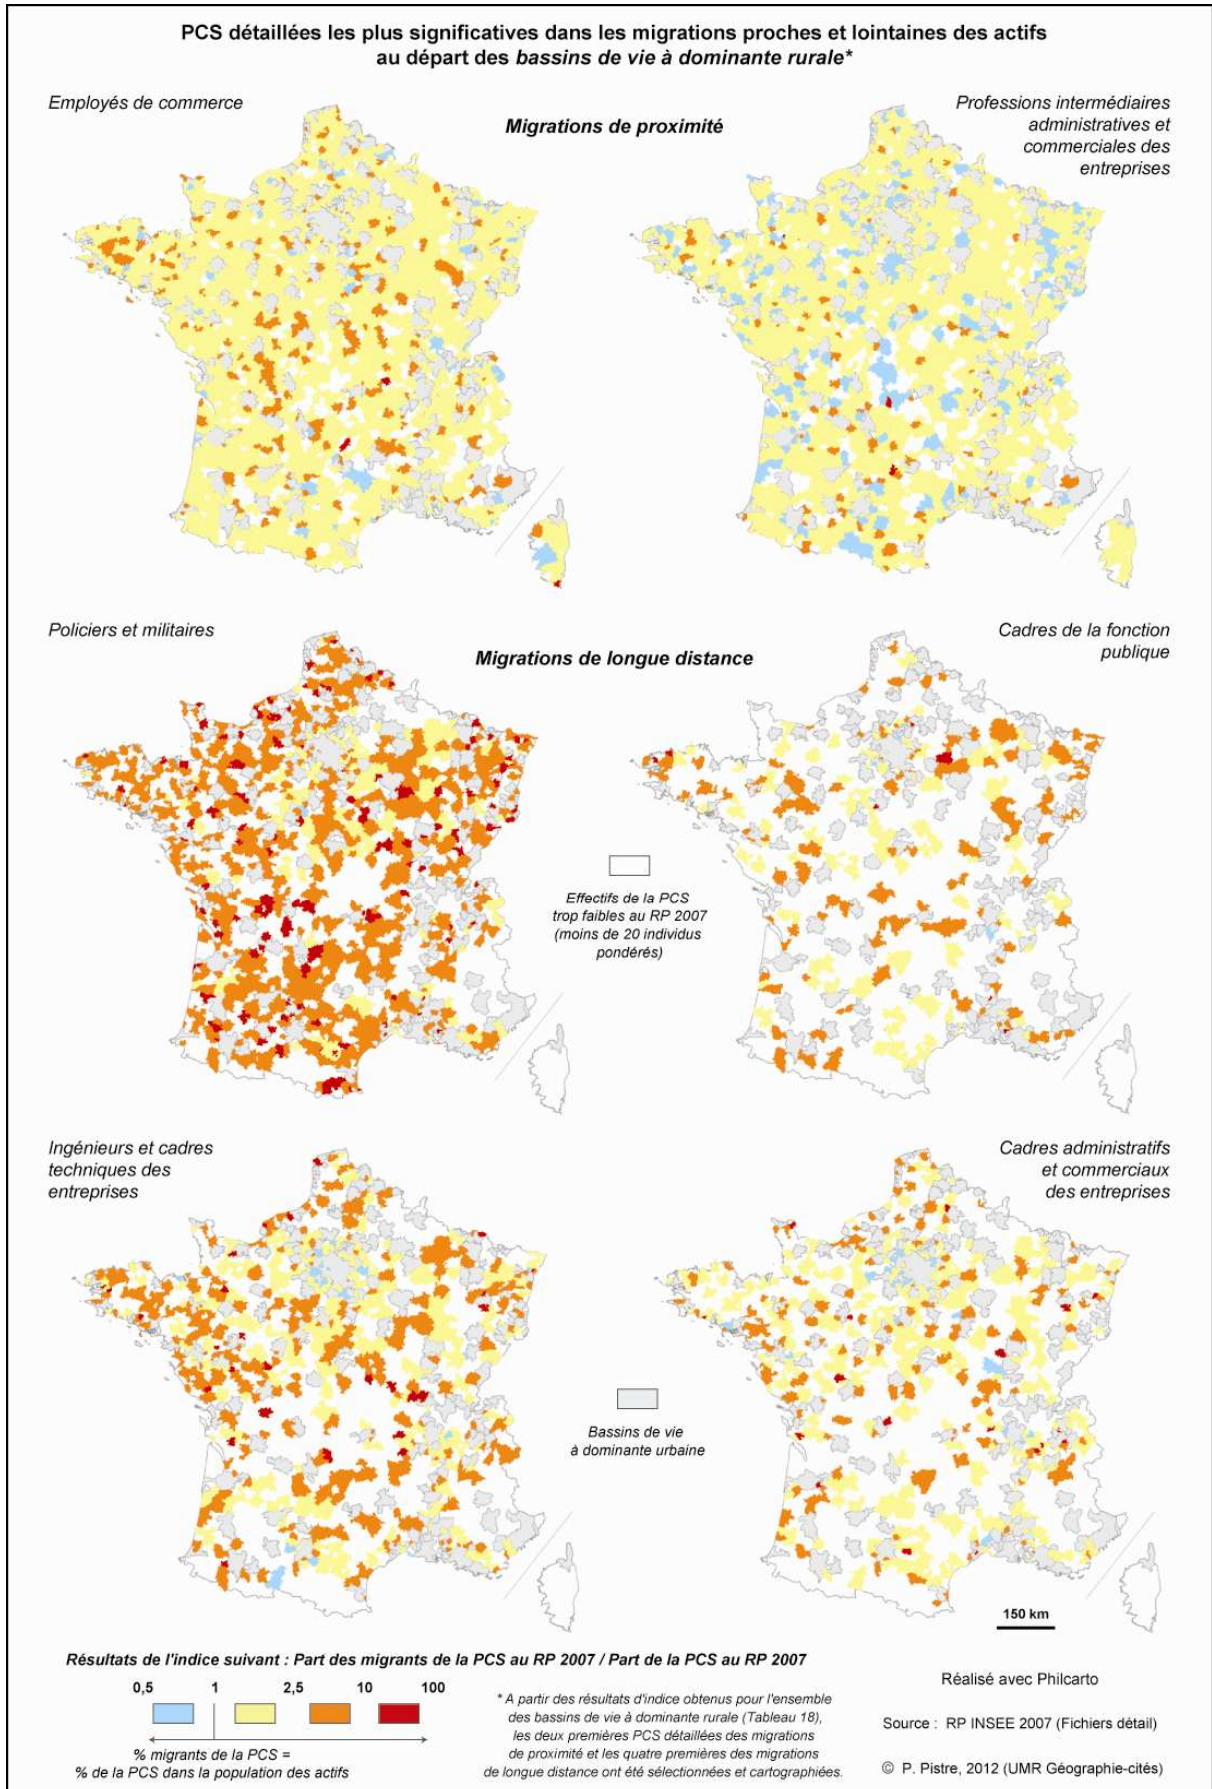 PCS détaillées les plus significatives dans les migrations proches et lointaines des actifs
au départ des bassins de vie à dominante rurale*
Employés de commerce
Migrations de proximité
Professions intermédiaires
administratives et
commerciales des
entreprises
Policiers et militaires
Migrations de longue distance
Cadres de la fonction
publique
Effectifs de la PCS
trop faibles au RP 2007
(moins de 20 individus
pondérés)
Ingénieurs et cadres
techniques des
entreprises
Cadres administratifs
et commerciaux
des entreprises
Bassins de vie
à dominante urbaine
150 km
Résultats de l'indice suivant : Part des migrants de la PCS au RP 2007 / Part de la PCS au RP 2007
0,5 1 2,5 10 100
% migrants de la PCS =
% de la PCS dans la population des actifs
* A partir des résultats d'indice obtenus pour l'ensemble
des bassins de vie à dominante rurale (Tableau 18),
les deux premières PCS détaillées des migrations
de proximité et les quatre premières des migrations
de longue distance ont été sélectionnées et cartographiées.
Réalisé avec Philcarto
Source : RP INSEE 2007 (Fichiers détail)
© P. Pistre, 2012 (UMR Géographie-cités)